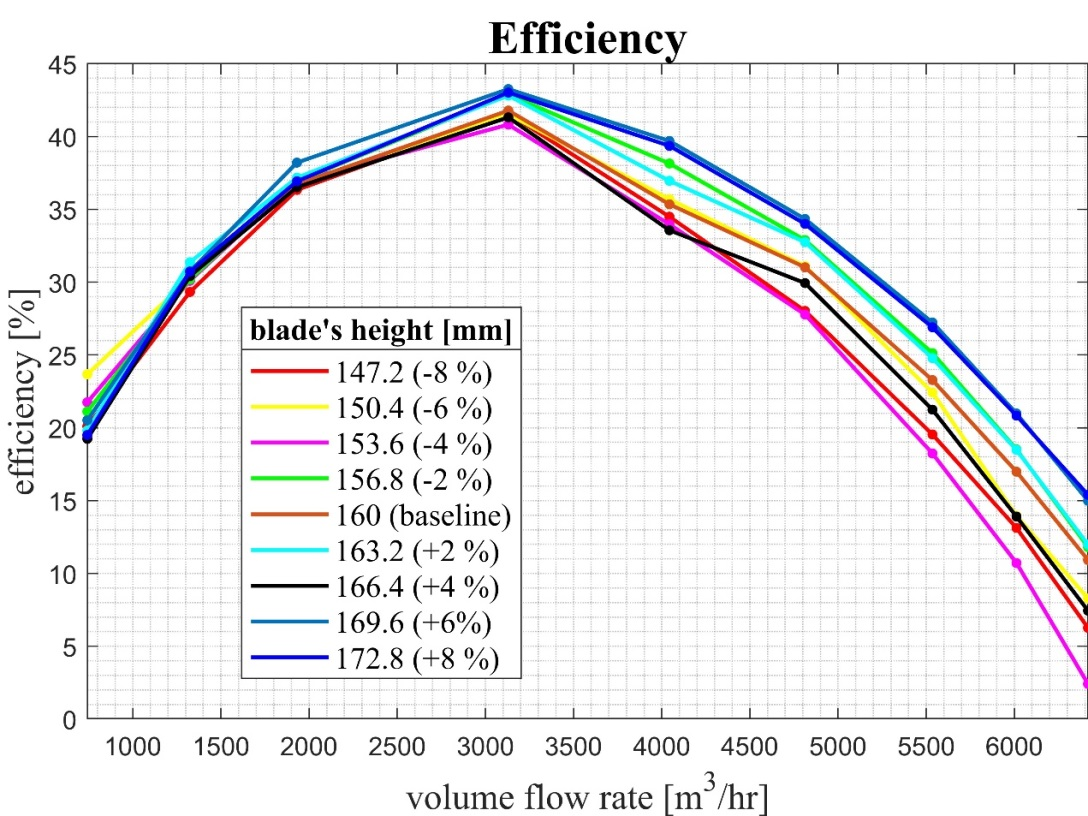 Efficiency
45
40
35
30
25
20
15
10
5
0
efficiency [%]
blade's height [mm]
147.2 (-8 %)
150.4 (-6 %)
153.6 (-4 %)
156.8 (-2 %)
160 (baseline)
163.2 (+2 %)
166.4 (+4 %)
169.6 (+6%)
172.8 (+8 %)
1000 1500 2000 2500 3000 3500 4000 4500 5000 5500 6000
volume flow rate [m³/hr]